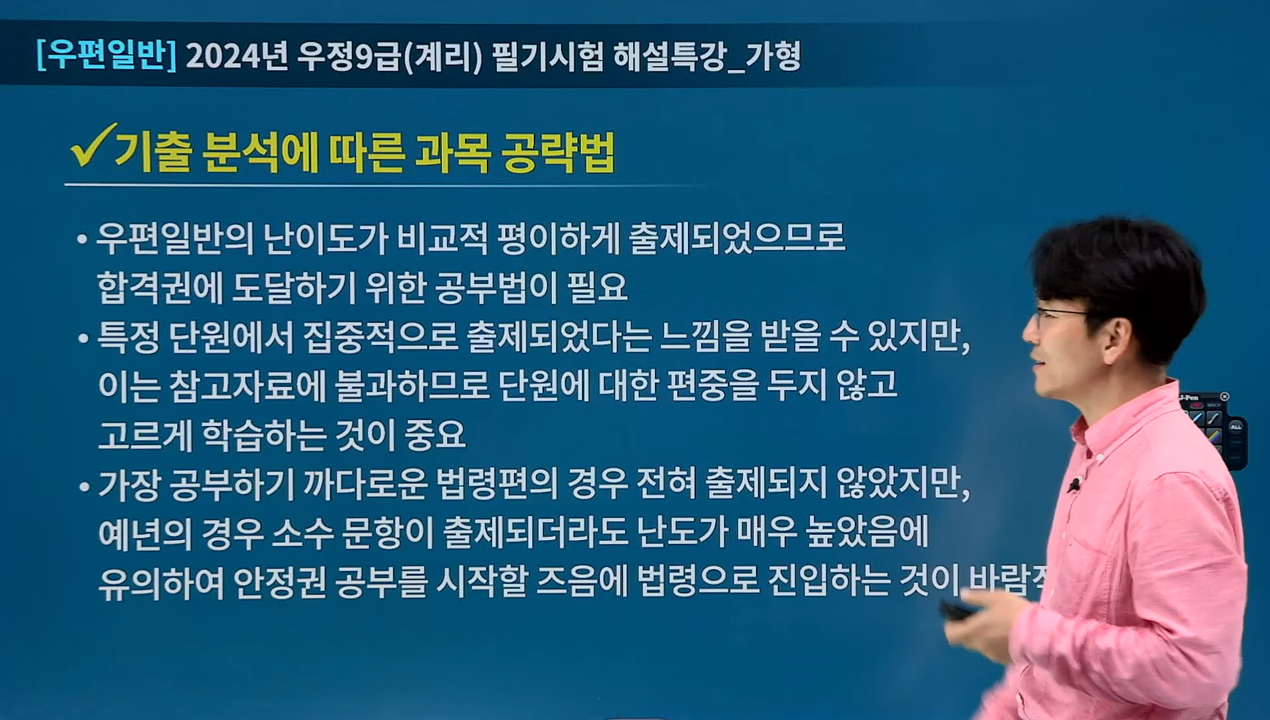 [우편일반] 2024년 우정9급(계리) 필기시험 해설특강_가형
✓기출 분석에 따른 과목 공략법
• 우편일반의 난이도가 비교적 평이하게 출제되었으므로
합격권에 도달하기 위한 공부법이 필요
• 특정 단원에서 집중적으로 출제되었다는 느낌을 받을 수 있지만,
이는 참고자료에 불과하므로 단원에 대한 편중을 두지 않고
고르게 학습하는 것이 중요
• 가장 공부하기 까다로운 법령편의 경우 전혀 출제되지 않았지만,
예년의 경우 소수 문항이 출제되더라도 난도가 매우 높았음에
유의하여 안정권 공부를 시작할 즈음에 법령으로 진입하는 것이
J-Pen
ALL